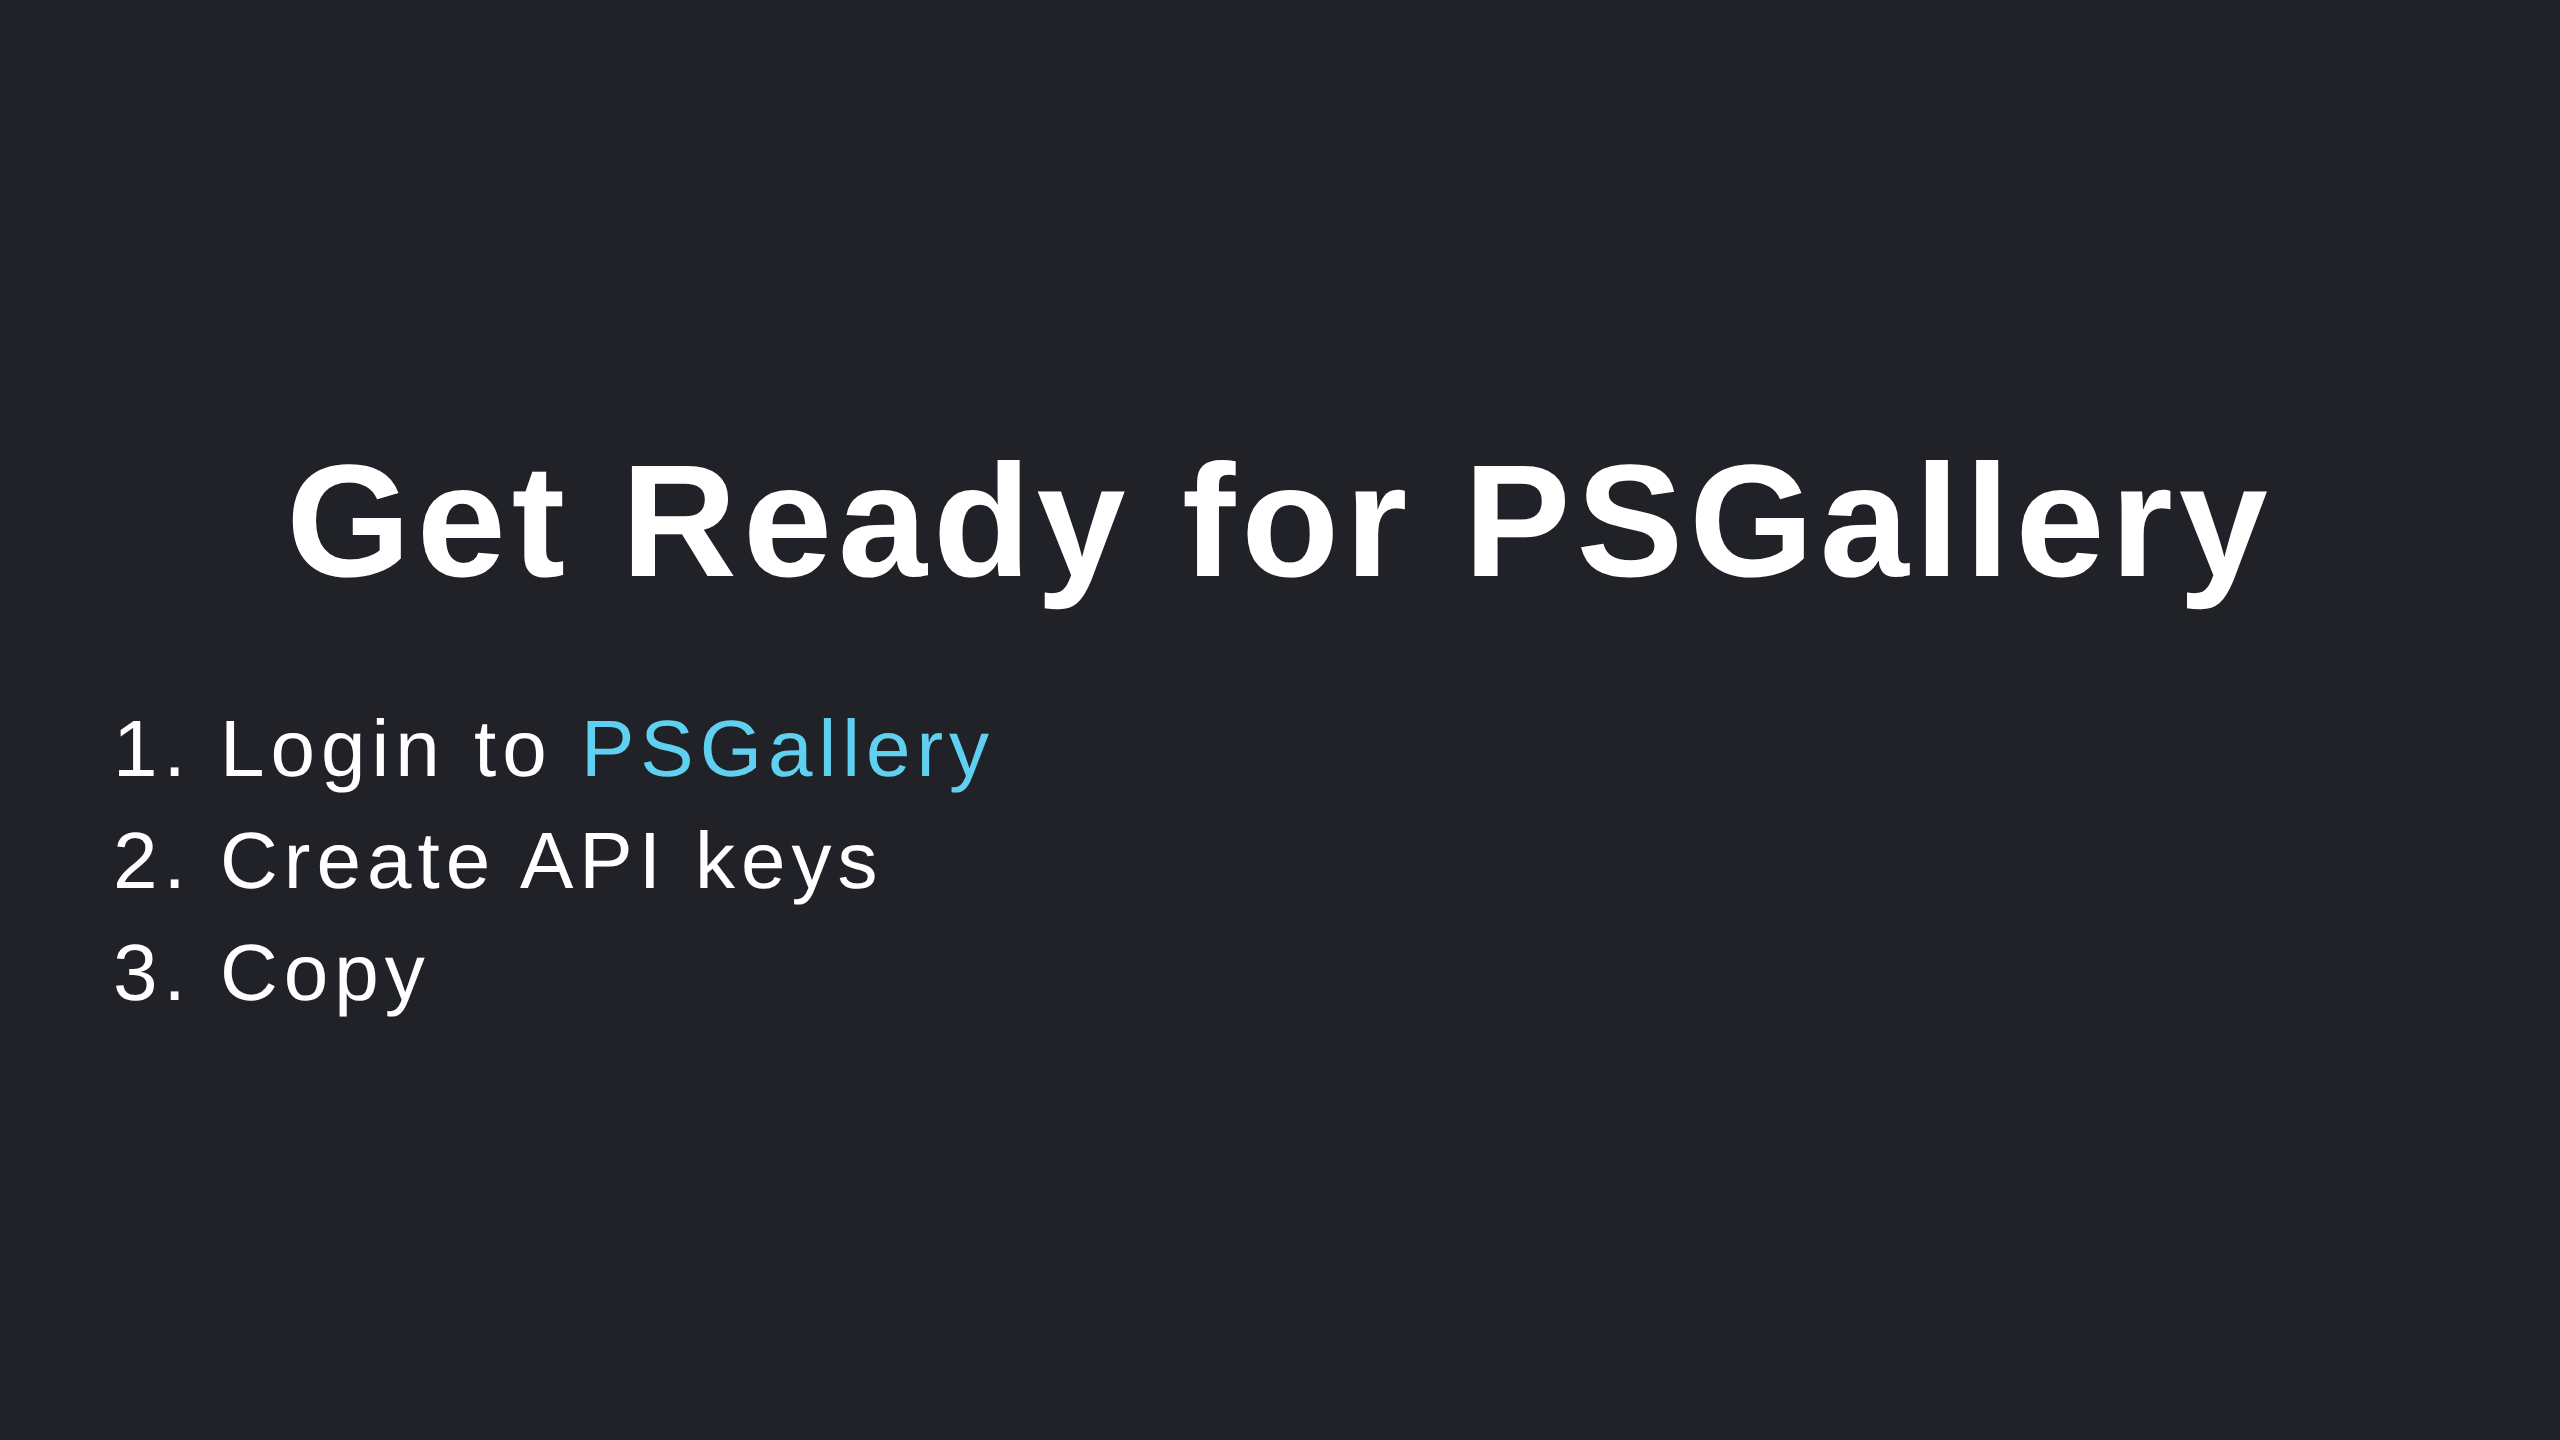 Get Ready for PSGallery
1. Login to PSGallery
2. Create API keys
3. Copy